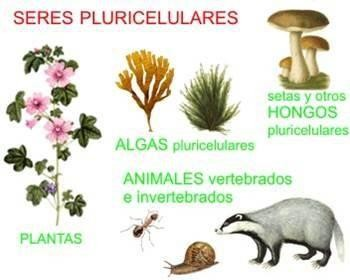 SERES PLURICELULARES
setas y otros
HONGOS
pluricelulares
ALGAS pluricelulares
ANIMALES vertebrados
e invertebrados
PLANTAS